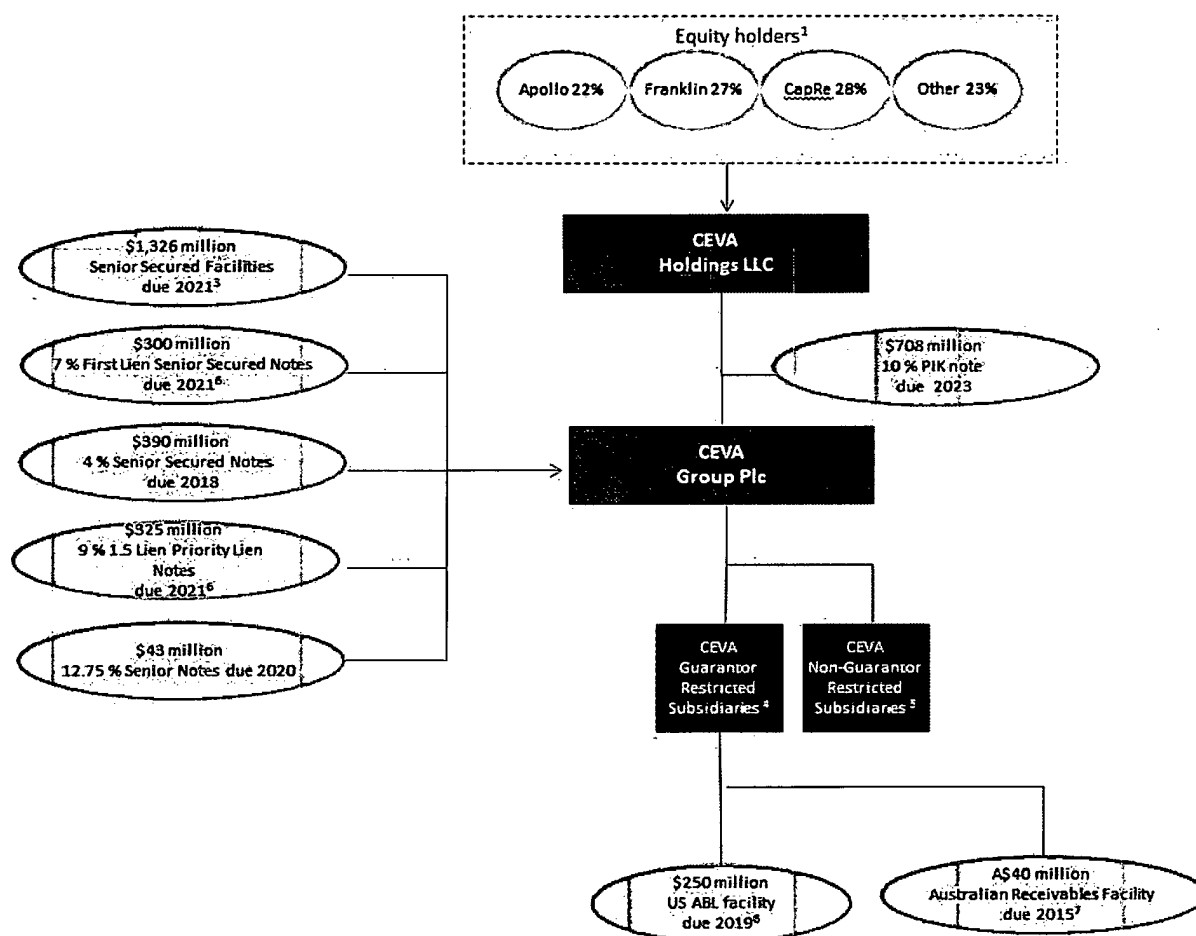 Equity holders¹
Apollo 22%
Franklin 27%
CapRe 28%
Other 23%
CEVA
Holdings LLC
$1,326 million
Senior Secured Facilities
due 2021³
$300 million
7 % First Lien Senior Secured Notes
due 2021⁶
$390 million
4 % Senior Secured Notes
due 2018
$325 million
9 % 1.5 Lien Priority Lien
Notes
due 2021⁶
$43 million
12.75 % Senior Notes due 2020
$708 million
10 % PIK note
due 2023
CEVA
Group Plc
CEVA
Guarantor
Restricted
Subsidiaries ⁴
CEVA
Non-Guarantor
Restricted
Subsidiaries ⁵
$250 million
US ABL facility
due 2019⁸
A$40 million
Australian Receivables Facility
due 2015⁷